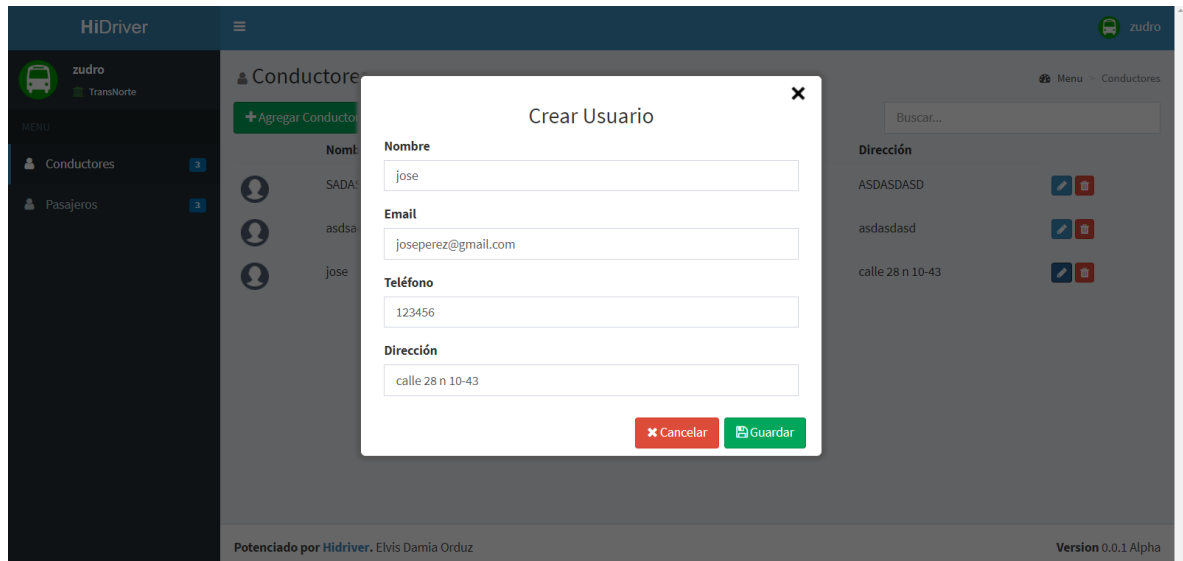 HiDriver
zudro
zudro
TransNorte
MENU
Conductores 3
Pasajeros 3
Conductore
Menu > Conductores
Agregar Conducto
Buscar...
Dirección
SADAS
ASDASDASD
asdsa
asdasdasd
jose
calle 28 n 10-43
Crear Usuario
Nombre
jose
Email
joseperez@gmail.com
Teléfono
123456
Dirección
calle 28 n 10-43
Cancelar Guardar
Potenciado por Hidriver. Elvis Damia Orduz
Version 0.0.1 Alpha